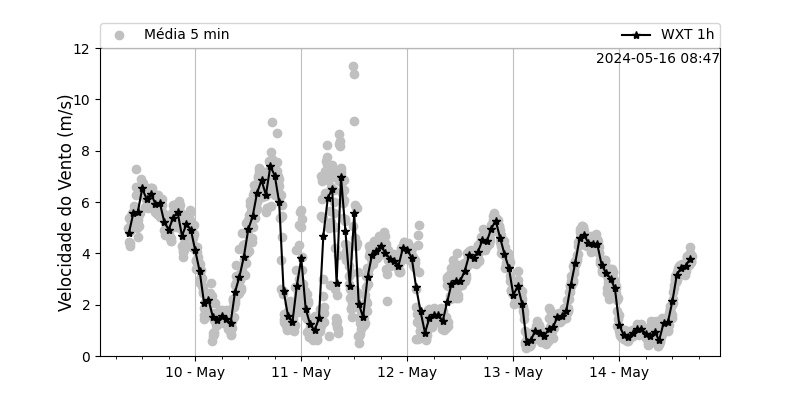 Média 5 min
WXT 1h
2024-05-16 08:47
Velocidade do Vento (m/s)
12
10
8
6
4
2
0
10 - May
11 - May
12 - May
13 - May
14 - May